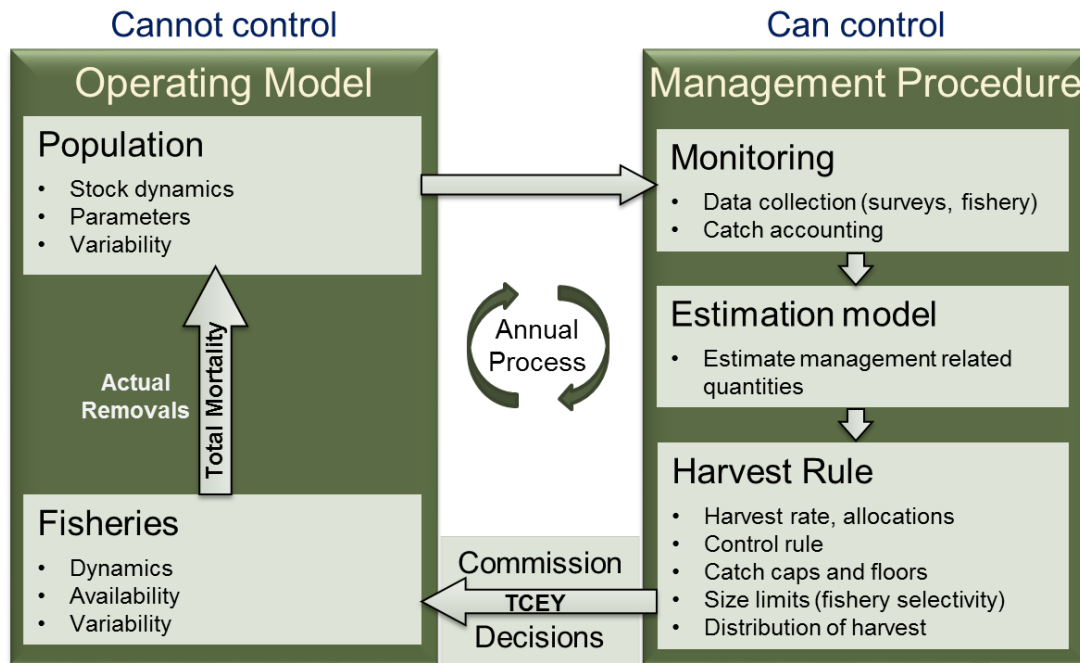 Cannot control
Operating Model
Population
• Stock dynamics
• Parameters
• Variability
Actual
Removals
Total Mortality
Fisheries
• Dynamics
• Availability
• Variability
Annual
Process
Commission
TCEY
Decisions
Can control
Management Procedure
Monitoring
• Data collection (surveys, fishery)
• Catch accounting
Estimation model
• Estimate management related
quantities
Harvest Rule
• Harvest rate, allocations
• Control rule
• Catch caps and floors
• Size limits (fishery selectivity)
• Distribution of harvest